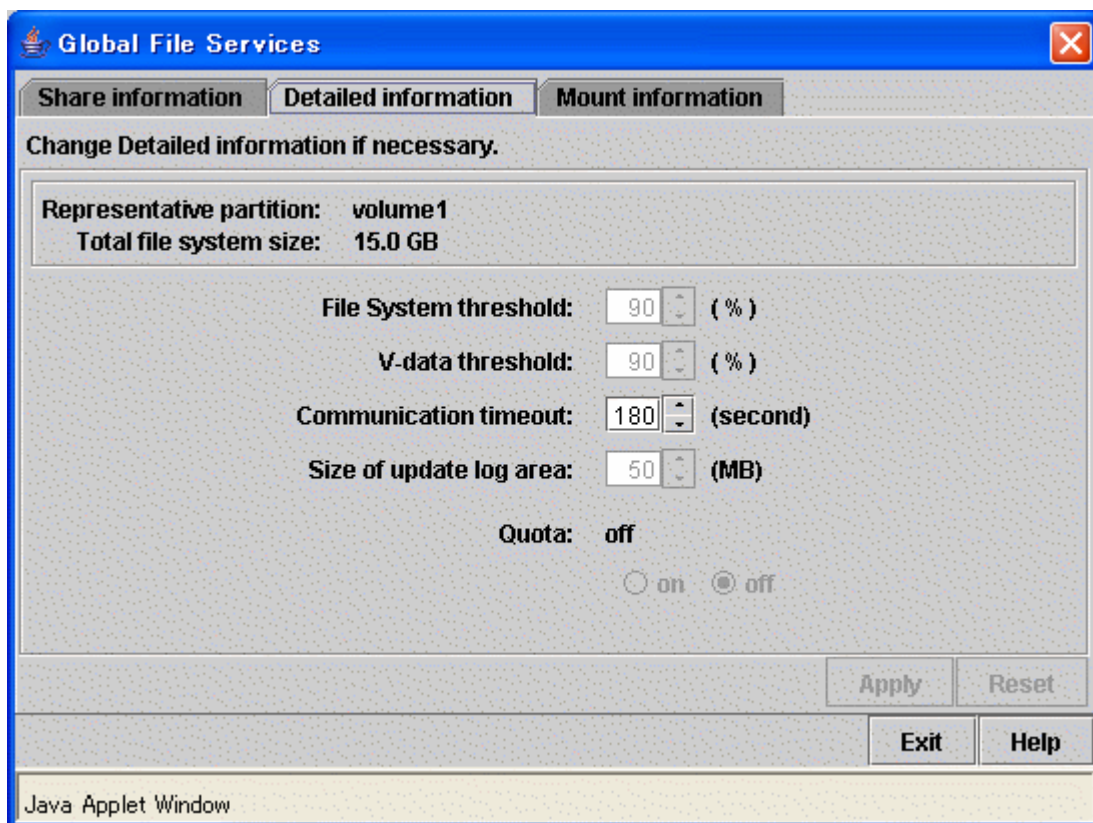 Global File Services
Share information Detailed information Mount information
Change Detailed information if necessary.
Representative partition: volume1
Total file system size: 15.0 GB
File System threshold: 90 ( % )
V-data threshold: 90 ( % )
Communication timeout: 180 (second)
Size of update log area: 50 (MB)
Quota: off
on off
Apply Reset
Exit Help
Java Applet Window